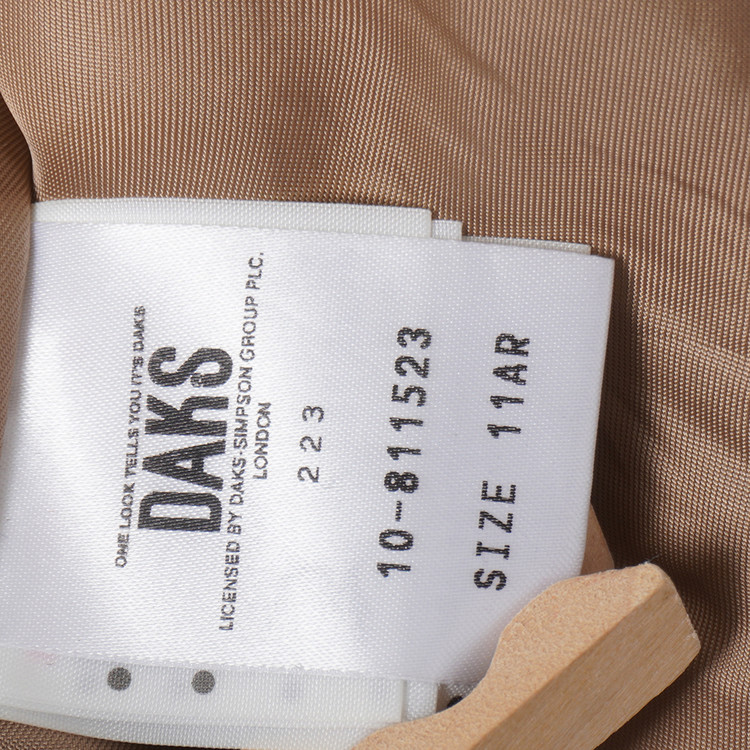 ONE LOOK TELLS YOU IT'S DAKS
DAKS
LICENSED BY DAKS-SIMPSON GROUP PLC.
LONDON
223
10-811523
SIZE 11AR